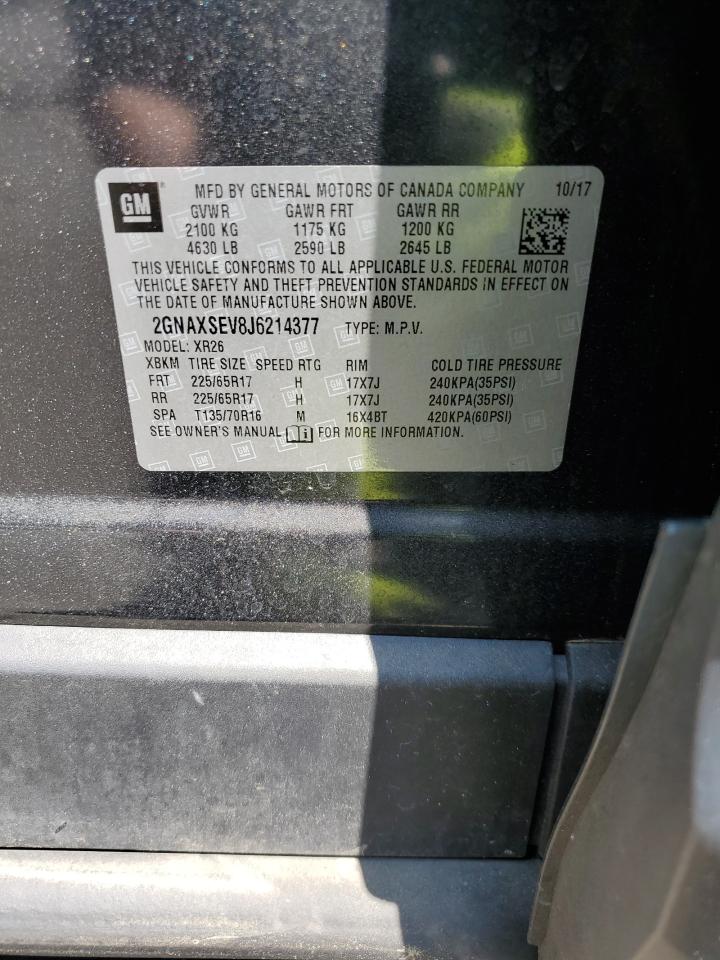 GM MFD BY GENERAL MOTORS OF CANADA COMPANY 10/17
GVWR GAWR FRT GAWR RR
2100 KG 1175 KG 1200 KG
4630 LB 2590 LB 2645 LB
THIS VEHICLE CONFORMS TO ALL APPLICABLE U.S. FEDERAL MOTOR
VEHICLE SAFETY AND THEFT PREVENTION STANDARDS IN EFFECT ON
THE DATE OF MANUFACTURE SHOWN ABOVE.
2GNAXSEV8J6214377 TYPE: M.P.V.
MODEL: XR26
XBKM TIRE SIZE SPEED RTG RIM COLD TIRE PRESSURE
FRT 225/65R17 H 17X7J 240KPA(35PSI)
RR 225/65R17 H 17X7J 240KPA(35PSI)
SPA T135/70R16 M 16X4BT 420KPA(60PSI)
SEE OWNER'S MANUAL i FOR MORE INFORMATION.